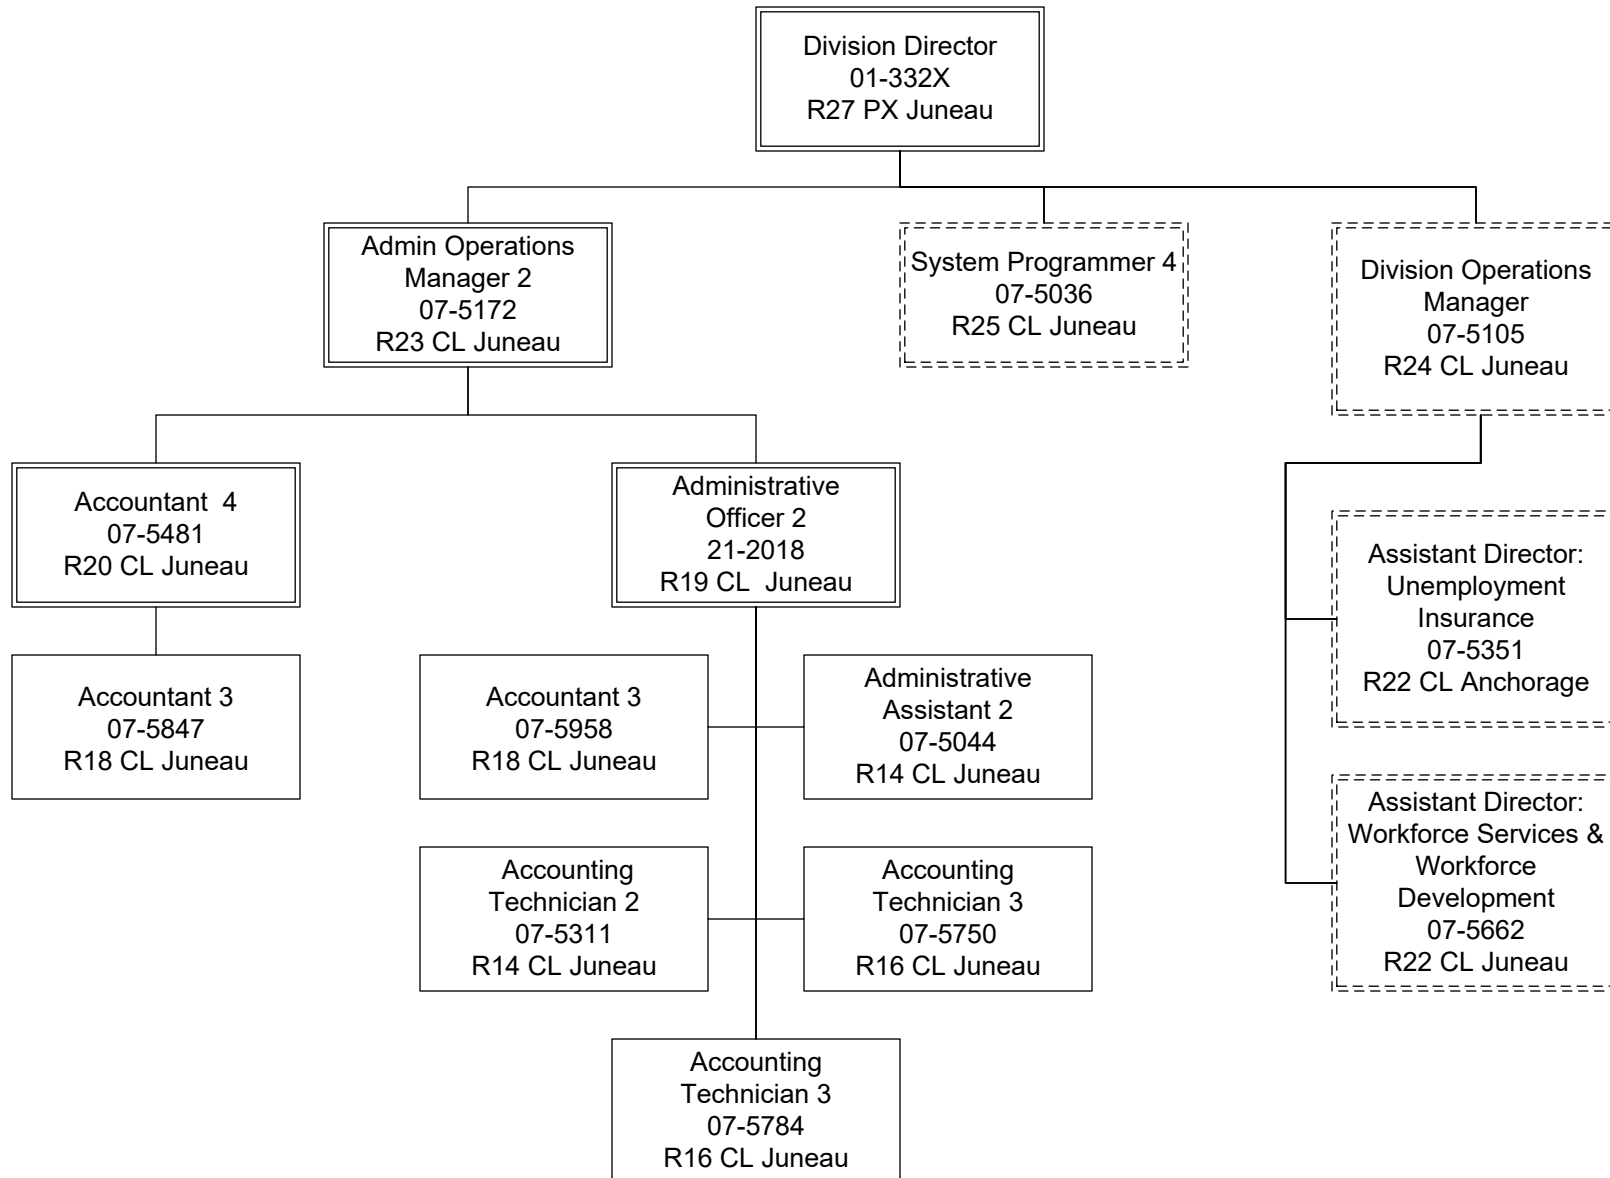 Division Director
01-332X
R27 PX Juneau
Admin Operations
Manager 2
07-5172
R23 CL Juneau
System Programmer 4
07-5036
R25 CL Juneau
Division Operations
Manager
07-5105
R24 CL Juneau
Accountant  4
07-5481
R20 CL Juneau
Administrative
Officer 2
21-2018
R19 CL  Juneau
Assistant Director:
Unemployment
Insurance
07-5351
R22 CL Anchorage
Accountant 3
07-5847
R18 CL Juneau
Accountant 3
07-5958
R18 CL Juneau
Administrative
Assistant 2
07-5044
R14 CL Juneau
Assistant Director:
Workforce Services &
Workforce
Development
07-5662
R22 CL Juneau
Accounting
Technician 2
07-5311
R14 CL Juneau
Accounting
Technician 3
07-5750
R16 CL Juneau
Accounting
Technician 3
07-5784
R16 CL Juneau